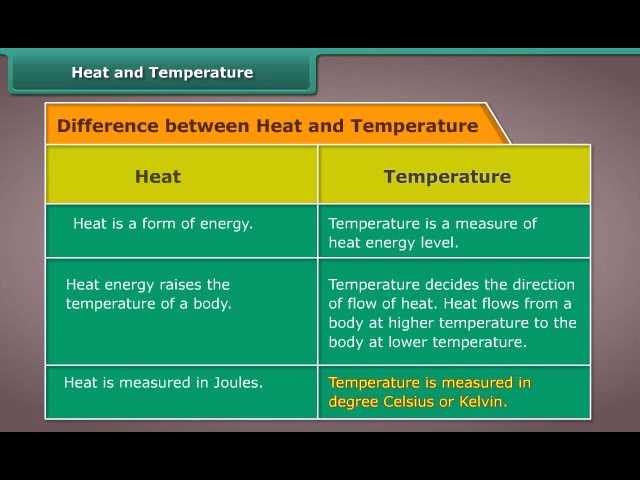 Heat and Temperature
Difference between Heat and Temperature
Heat
Temperature
Heat is a form of energy.
Temperature is a measure of
heat energy level.
Heat energy raises the
temperature of a body.
Temperature decides the direction
of flow of heat. Heat flows from a
body at higher temperature to the
body at lower temperature.
Heat is measured in Joules.
Temperature is measured in
degree Celsius or Kelvin.